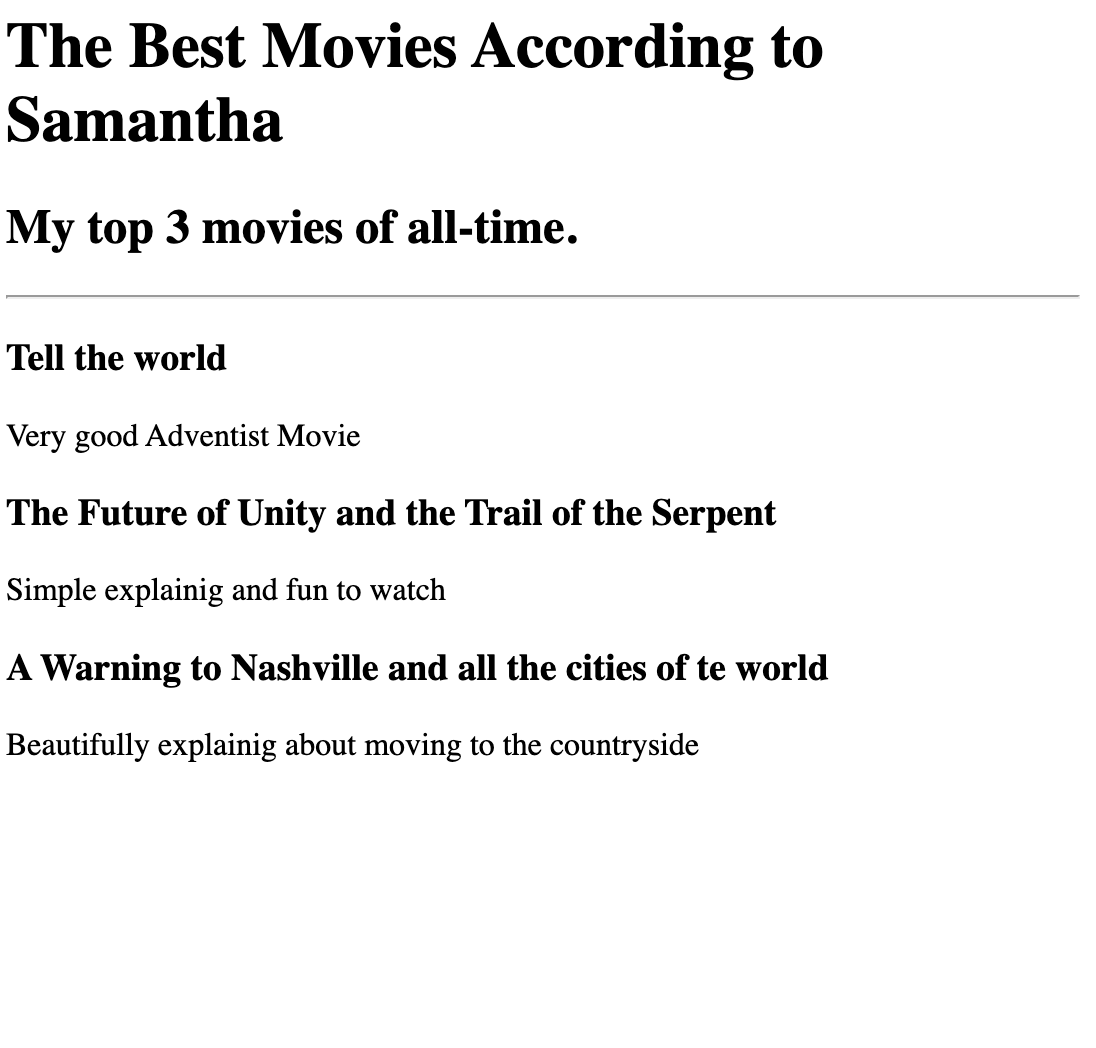 The Best Movies According to
Samantha
My top 3 movies of all-time.
Tell the world
Very good Adventist Movie
The Future of Unity and the Trail of the Serpent
Simple explainig and fun to watch
A Warning to Nashville and all the cities of te world
Beautifully explainig about moving to the countryside